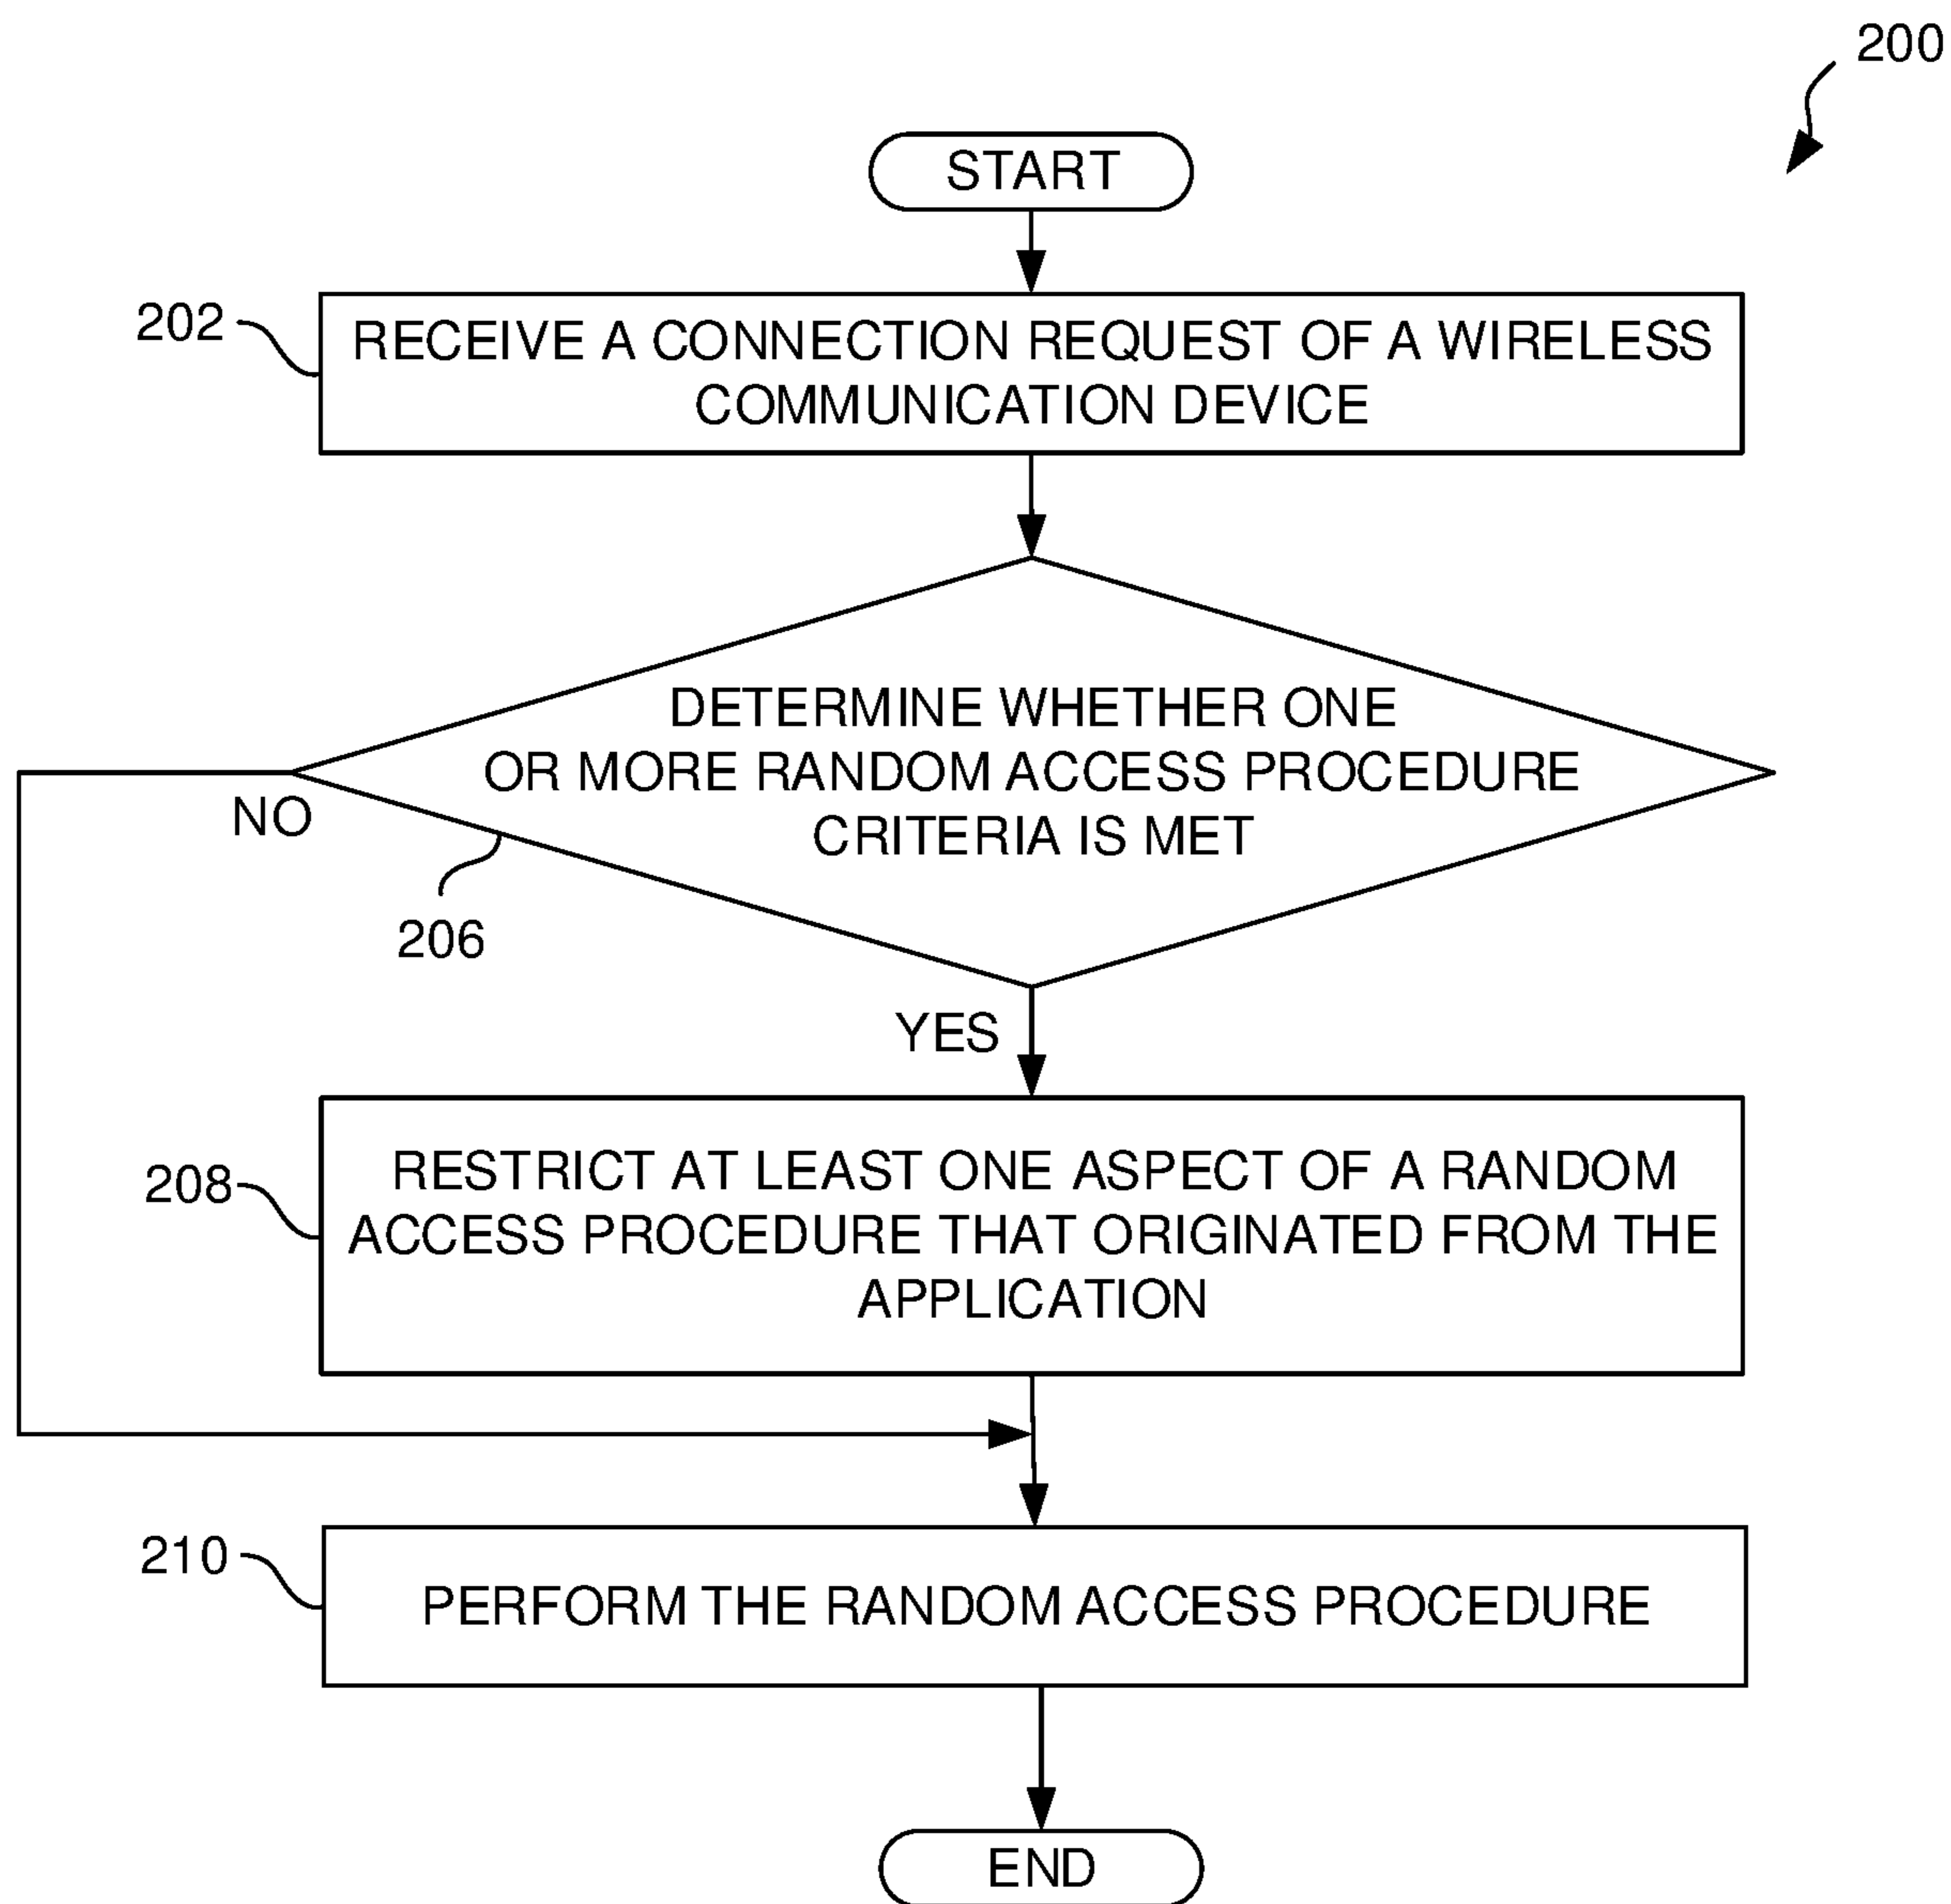 200
START
202
RECEIVE A CONNECTION REQUEST OF A WIRELESS
COMMUNICATION DEVICE
DETERMINE WHETHER ONE
OR MORE RANDOM ACCESS PROCEDURE
CRITERIA IS MET
NO
206
YES
208
RESTRICT AT LEAST ONE ASPECT OF A RANDOM
ACCESS PROCEDURE THAT ORIGINATED FROM THE
APPLICATION
210
PERFORM THE RANDOM ACCESS PROCEDURE
END